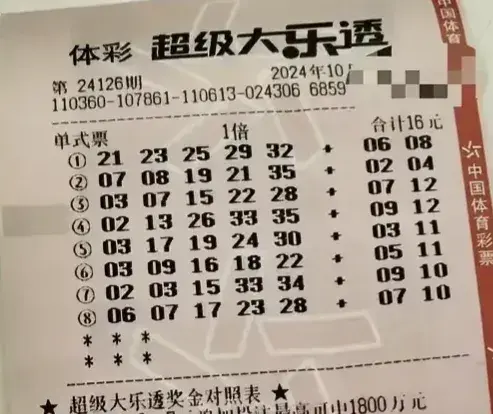 体彩 超级大乐透
第 24126期 2024年10
110360-107861-110613-024306 6859
单式票 1倍 合计16元
① 21 23 25 29 32 + 06 08
② 07 08 19 21 35 + 02 04
③ 03 07 15 22 28 + 07 12
④ 02 13 26 33 35 + 09 12
⑤ 03 17 19 24 30 + 03 11
⑥ 03 09 16 18 22 + 05 11
⑦ 02 03 15 33 34 + 09 10
⑧ 06 07 17 23 28 + 07 10
* * *
* * *
★ 超级大乐透奖金对照表 ★
投注最高可中1800万元
中国体育
中国体育彩票